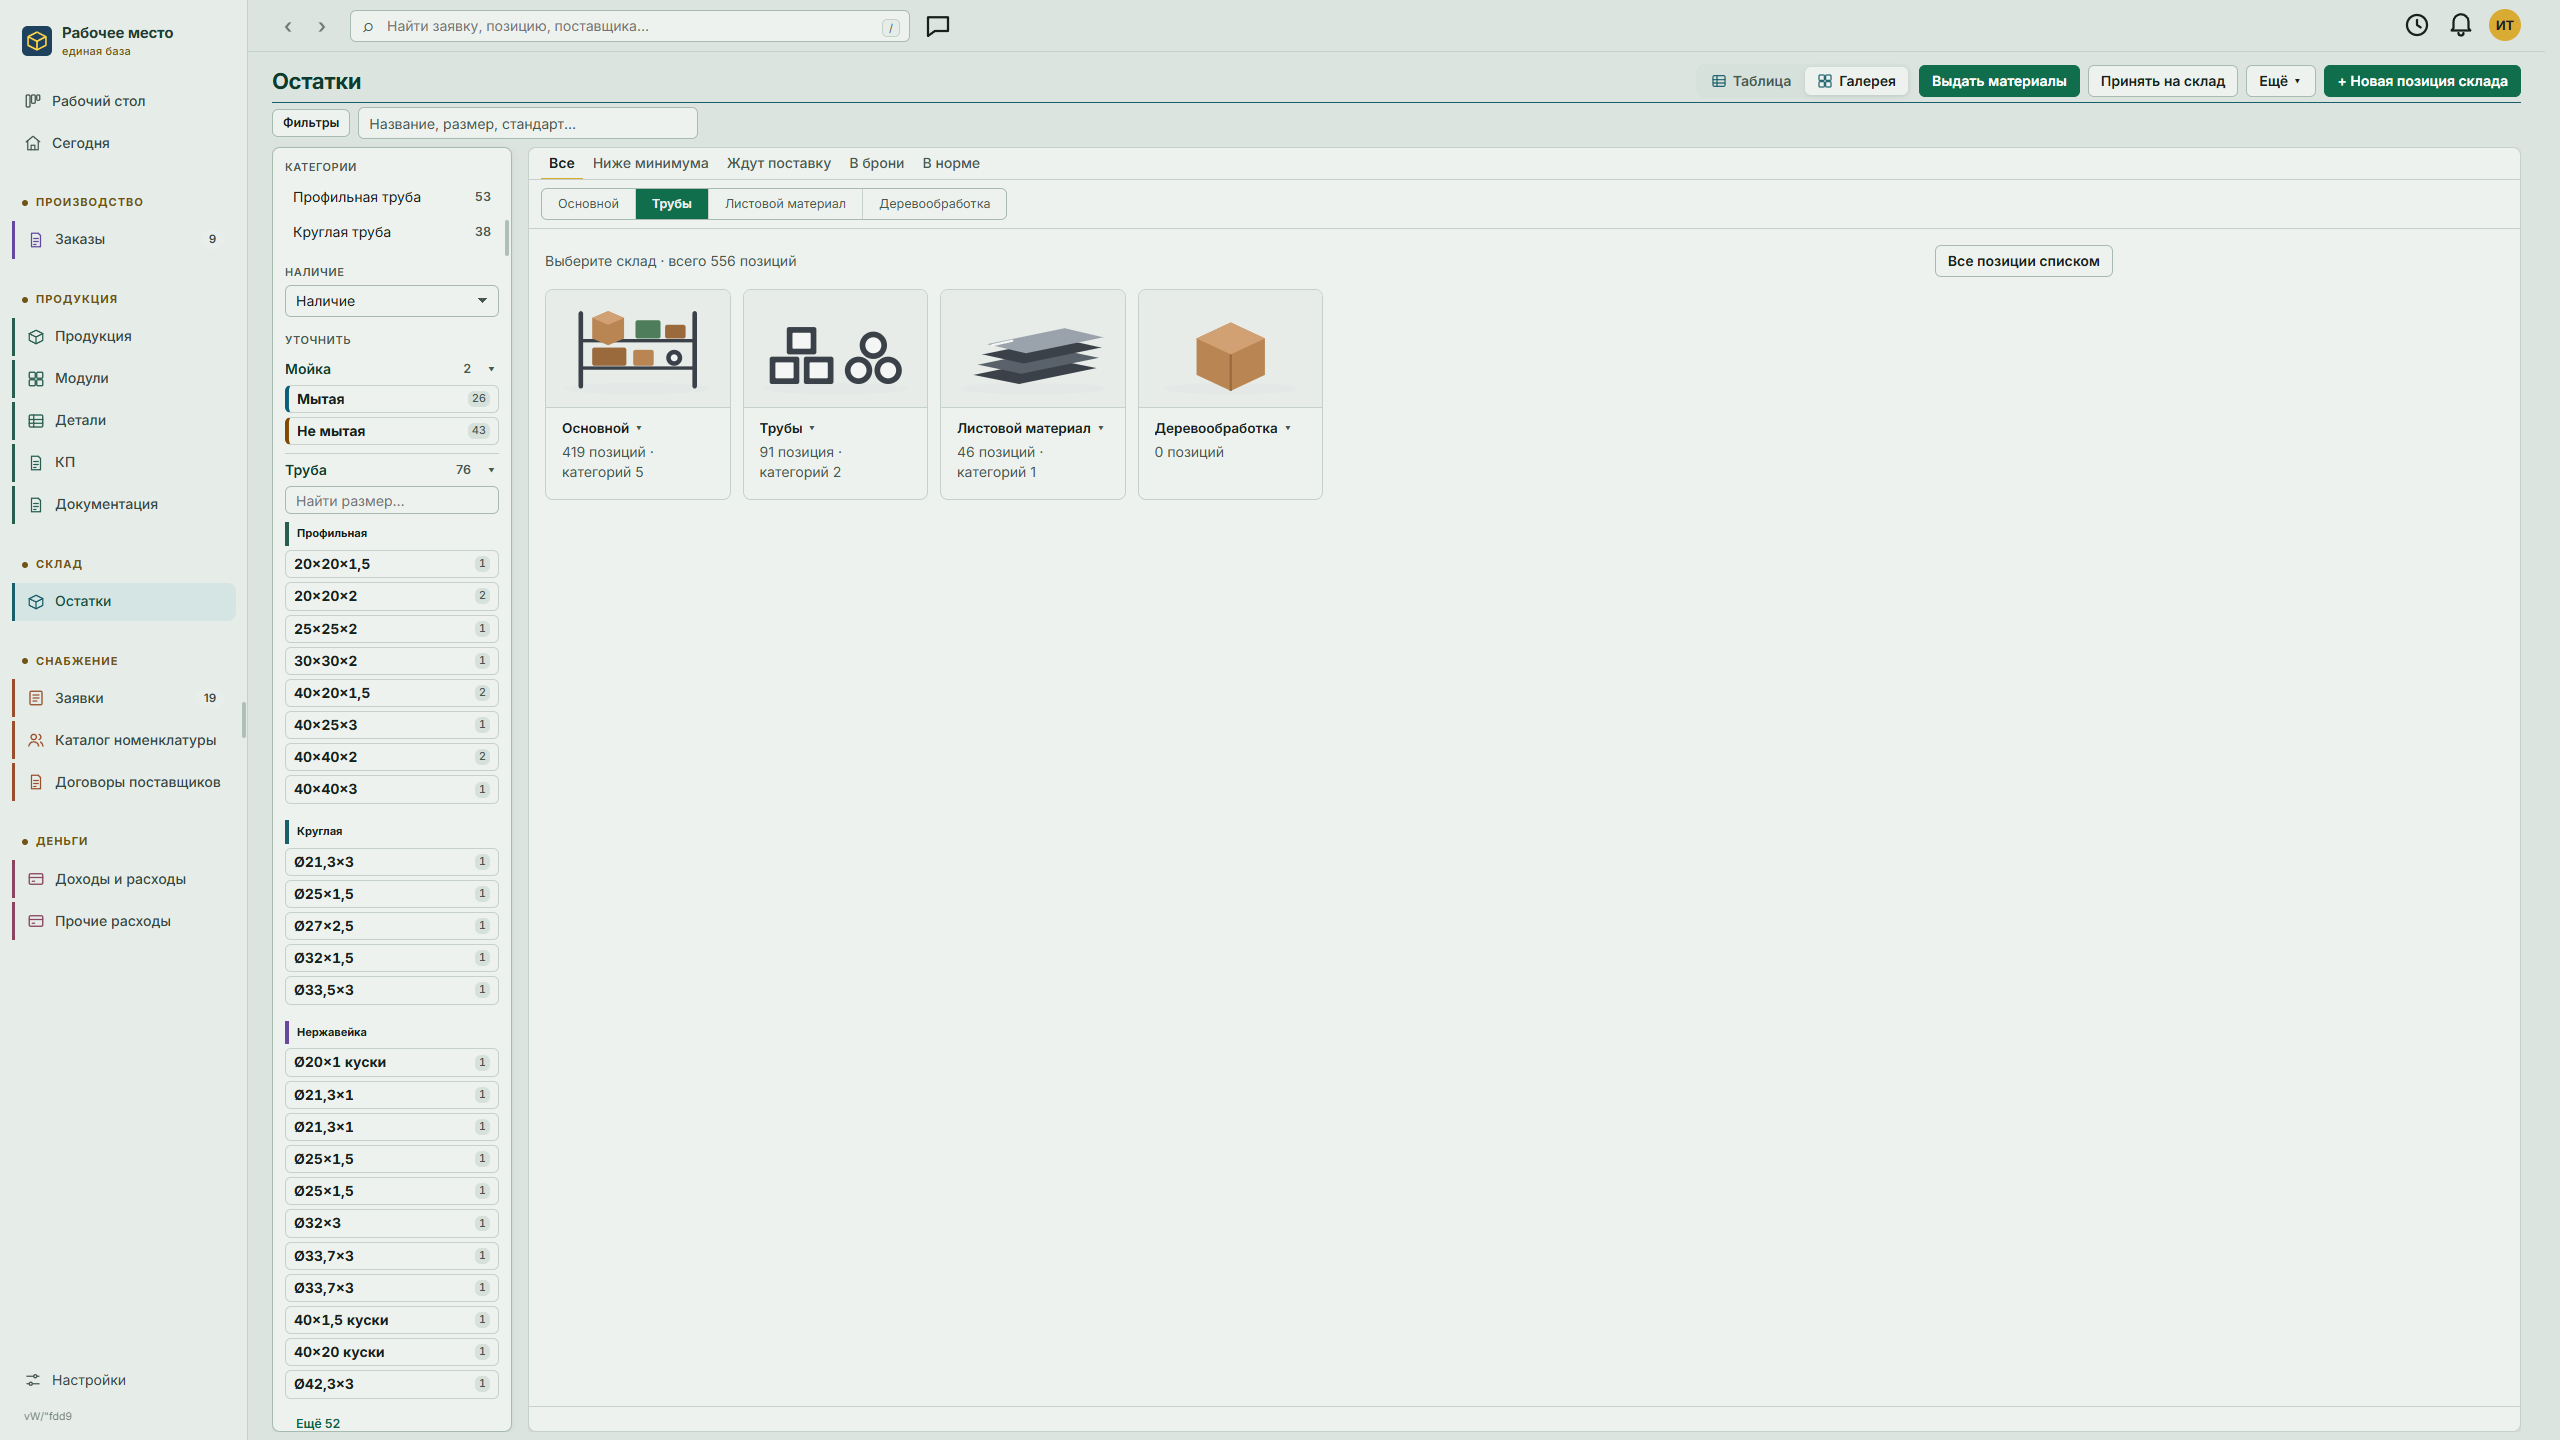 Рабочее место
единая база
Рабочий стол
Сегодня
ПРОИЗВОДСТВО
Заказы 9
ПРОДУКЦИЯ
Продукция
Модули
Детали
КП
Документация
СКЛАД
Остатки
СНАБЖЕНИЕ
Заявки 19
Каталог номенклатуры
Договоры поставщиков
ДЕНЬГИ
Доходы и расходы
Прочие расходы
Настройки
vW/"fdd9
Найти заявку, позицию, поставщика... /
ИТ
Остатки
Таблица Галерея Выдать материалы Принять на склад Ещё + Новая позиция склада
Фильтры Название, размер, стандарт...
КАТЕГОРИИ
Профильная труба 53
Круглая труба 38
НАЛИЧИЕ
Наличие
УТОЧНИТЬ
Мойка 2
Мытая 26
Не мытая 43
Труба 76
Найти размер...
Профильная
20×20×1,5 1
20×20×2 2
25×25×2 1
30×30×2 1
40×20×1,5 2
40×25×3 1
40×40×2 2
40×40×3 1
Круглая
Ø21,3×3 1
Ø25×1,5 1
Ø27×2,5 1
Ø32×1,5 1
Ø33,5×3 1
Нержавейка
Ø20×1 куски 1
Ø21,3×1 1
Ø21,3×1 1
Ø25×1,5 1
Ø25×1,5 1
Ø32×3 1
Ø33,7×3 1
Ø33,7×3 1
40×1,5 куски 1
40×20 куски 1
Ø42,3×3 1
Ещё 52
Все Ниже минимума Ждут поставку В брони В норме
Основной Трубы Листовой материал Деревообработка
Выберите склад · всего 556 позиций
Все позиции списком
Основной
419 позиций ·
категорий 5
Трубы
91 позиция ·
категорий 2
Листовой материал
46 позиций ·
категорий 1
Деревообработка
0 позиций